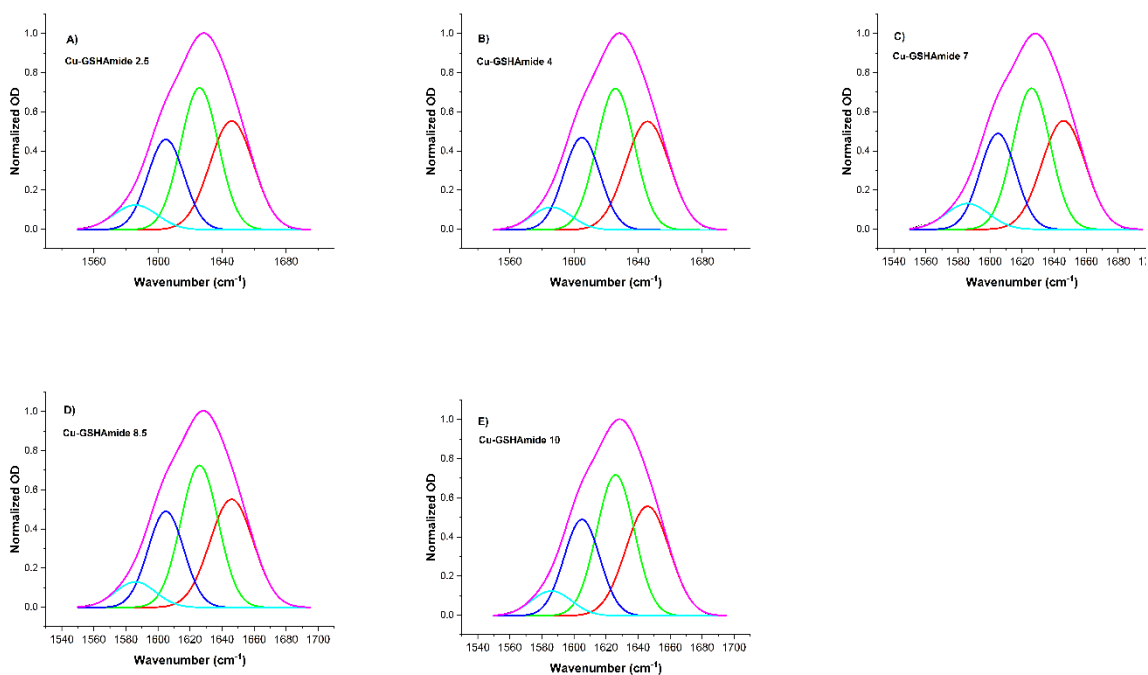 A)
Cu-GSHAmide 2.5
1.0
0.8
0.6
0.4
0.2
0.0
Normalized OD
1560 1600 1640 1680
Wavenumber (cm⁻¹)
B)
Cu-GSHAmide 4
1.0
0.8
0.6
0.4
0.2
0.0
Normalized OD
1560 1600 1640 1680
Wavenumber (cm⁻¹)
C)
Cu-GSHAmide 7
1.0
0.8
0.6
0.4
0.2
0.0
Normalized OD
1540 1560 1580 1600 1620 1640 1660 1680 17
Wavenumber (cm⁻¹)
D)
Cu-GSHAmide 8.5
1.0
0.8
0.6
0.4
0.2
0.0
Normalized OD
1540 1560 1580 1600 1620 1640 1660 1680 1700
Wavenumber (cm⁻¹)
E)
Cu-GSHAmide 10
1.0
0.8
0.6
0.4
0.2
0.0
Normalized OD
1540 1560 1580 1600 1620 1640 1660 1680 1700
Wavenumber (cm⁻¹)